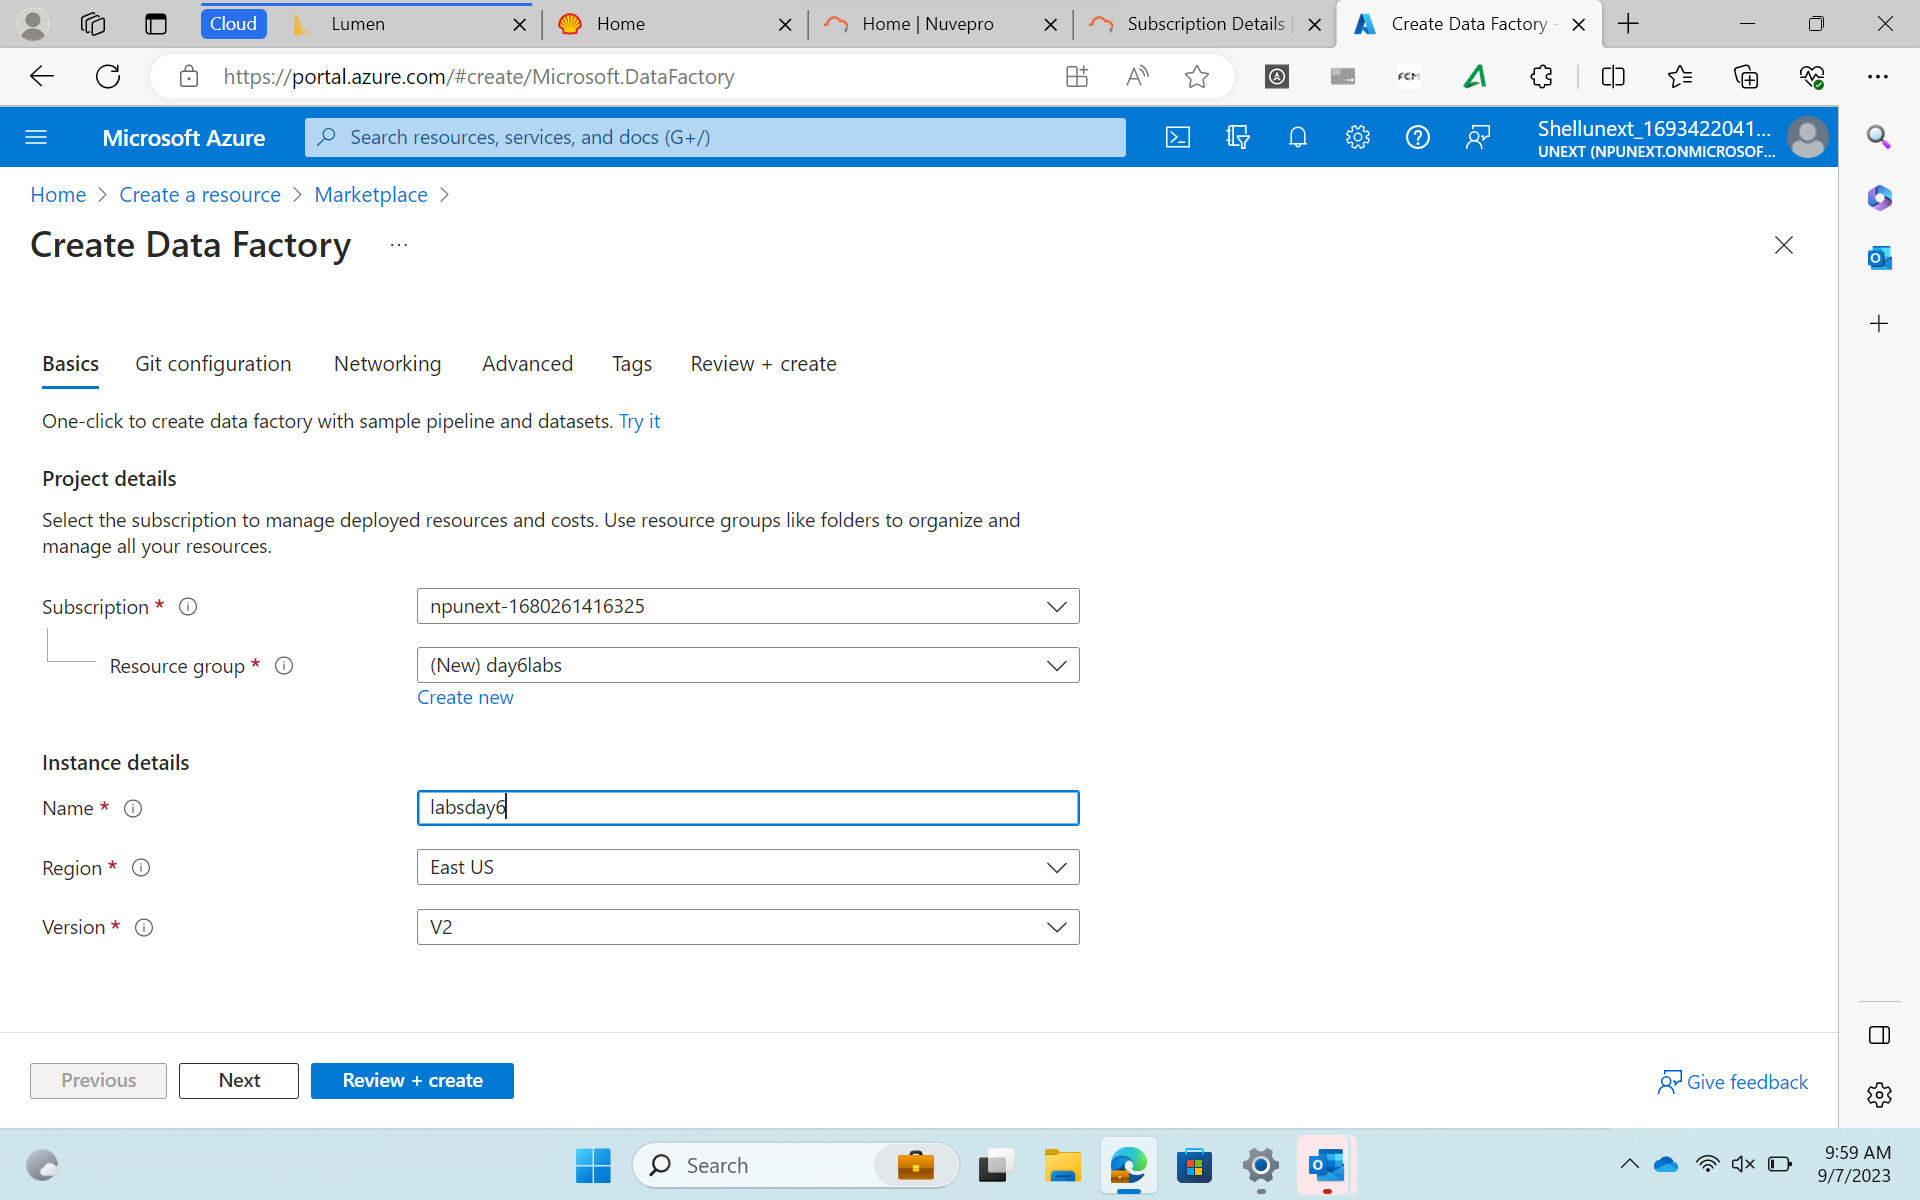 Cloud
Lumen
Home
Home | Nuvepro
Subscription Details |
Create Data Factory -
https://portal.azure.com/#create/Microsoft.DataFactory
FCM
Microsoft Azure
Search resources, services, and docs (G+/)
Shellunext_1693422041...
UNEXT (NPUNEXT.ONMICROSOF...
Home > Create a resource > Marketplace >
Create Data Factory ...
Basics
Git configuration
Networking
Advanced
Tags
Review + create
One-click to create data factory with sample pipeline and datasets. Try it
Project details
Select the subscription to manage deployed resources and costs. Use resource groups like folders to organize and
manage all your resources.
Subscription *
npunext-1680261416325
Resource group *
(New) day6labs
Create new
Instance details
Name *
labsday6
Region *
East US
Version *
V2
Previous
Next
Review + create
Give feedback
Search
9:59 AM
9/7/2023